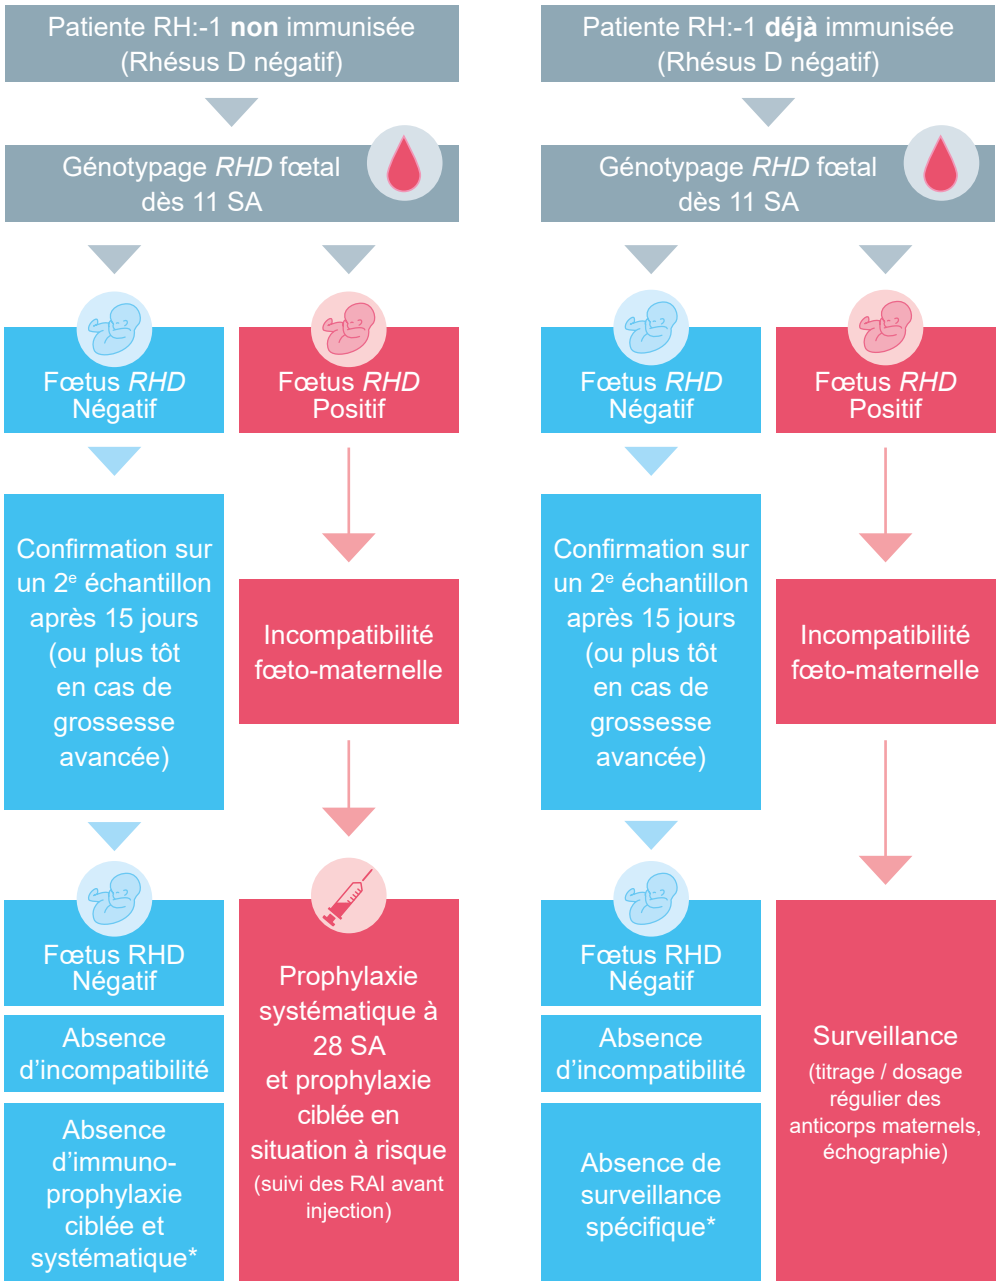 Patiente RH:-1 non immunisée
(Rhésus D négatif)
Génotypage RHD fœtal
dès 11 SA
Fœtus RHD
Négatif
Fœtus RHD
Positif
Confirmation sur
un 2e échantillon
après 15 jours
(ou plus tôt
en cas de
grossesse
avancée)
Incompatibilité
fœto-maternelle
Fœtus RHD
Négatif
Absence
d’incompatibilité
Absence
d’immuno-
prophylaxie
ciblée et
systématique*
Prophylaxie
systématique à
28 SA
et prophylaxie
ciblée en
situation à risque
(suivi des RAI avant
injection)
Patiente RH:-1 déjà immunisée
(Rhésus D négatif)
Génotypage RHD fœtal
dès 11 SA
Fœtus RHD
Négatif
Fœtus RHD
Positif
Confirmation sur
un 2e échantillon
après 15 jours
(ou plus tôt
en cas de
grossesse
avancée)
Incompatibilité
fœto-maternelle
Fœtus RHD
Négatif
Absence
d’incompatibilité
Absence de
surveillance
spécifique*
Surveillance
(titrage / dosage
régulier des
anticorps maternels,
échographie)